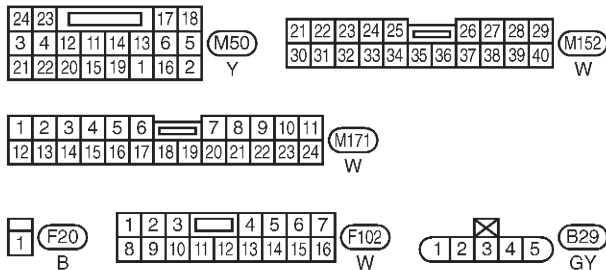 24 23 17 18
3 4 12 11 14 13 6 5 M50
21 22 20 15 19 1 16 2 Y
21 22 23 24 25 26 27 28 29
30 31 32 33 34 35 36 37 38 39 40 M152
W
1 2 3 4 5 6 7 8 9 10 11
12 13 14 15 16 17 18 19 20 21 22 23 24 M171
W
1 F20
B
1 2 3 4 5 6 7
8 9 10 11 12 13 14 15 16 F102
W
1 2 3 4 5 B29
GY